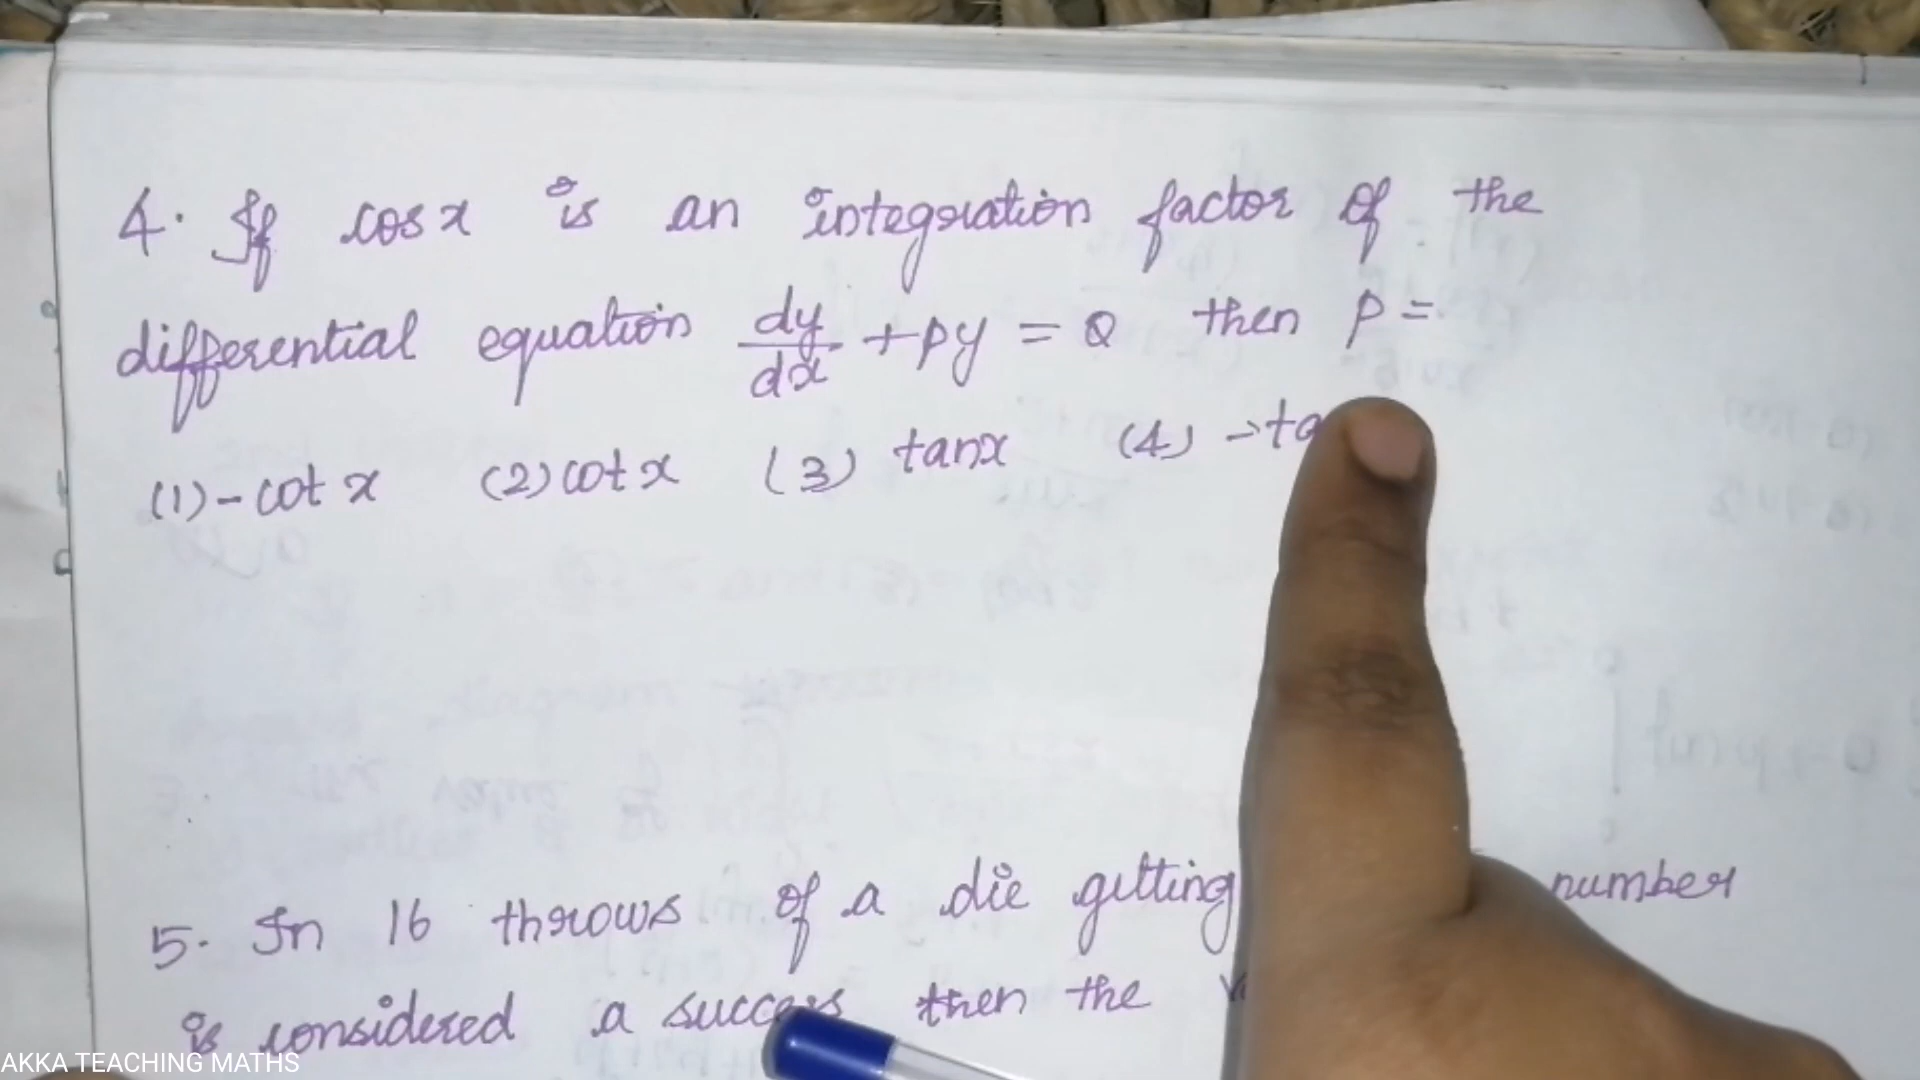 4. If cos x is an integration factor of the
differential equation dy/dx + py = Q then P =
(1) - cot x (2) cot x (3) tanx (4) -ta
5. In 16 throws of a die getting number
is considered a success then the
AKKA TEACHING MATHS